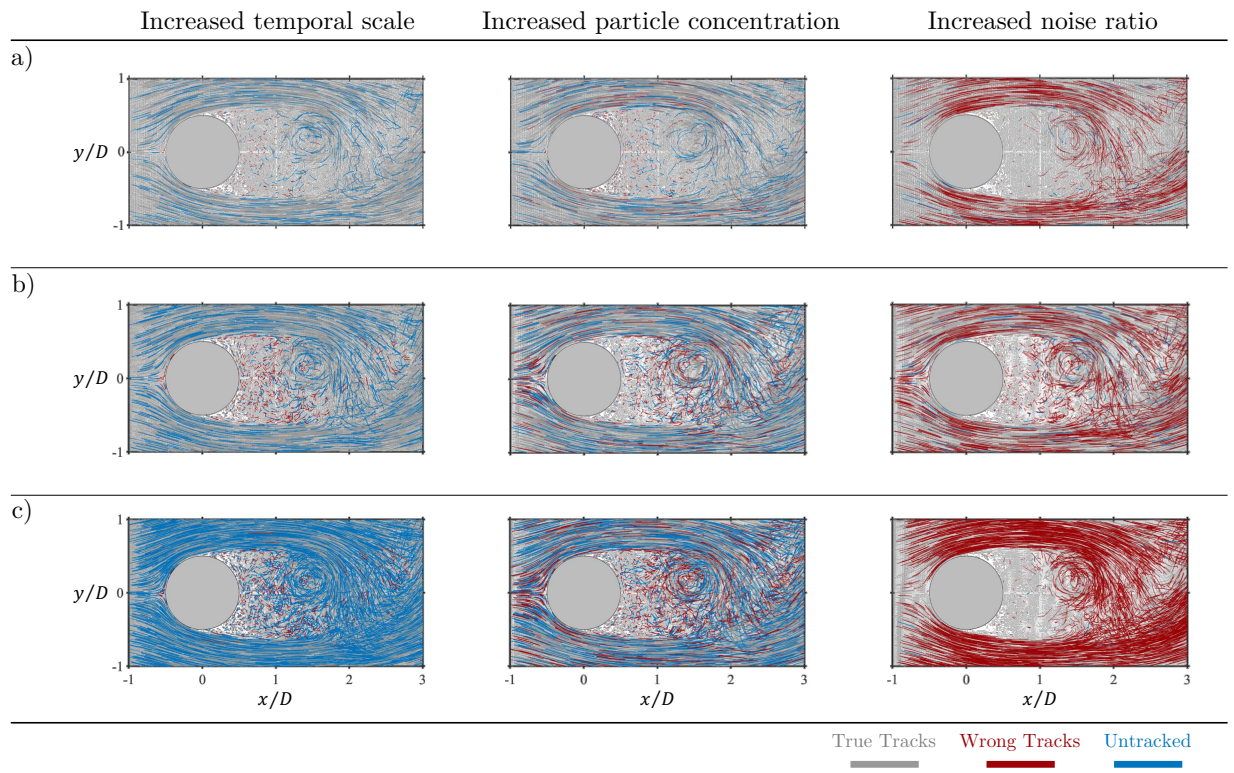 Increased temporal scale Increased particle concentration Increased noise ratio
a)
1
y/D 0
-1
b)
1
y/D 0
-1
c)
1
y/D 0
-1
-1 0 1 2 3 -1 0 1 2 3 -1 0 1 2 3
x/D x/D x/D
True Tracks Wrong Tracks Untracked